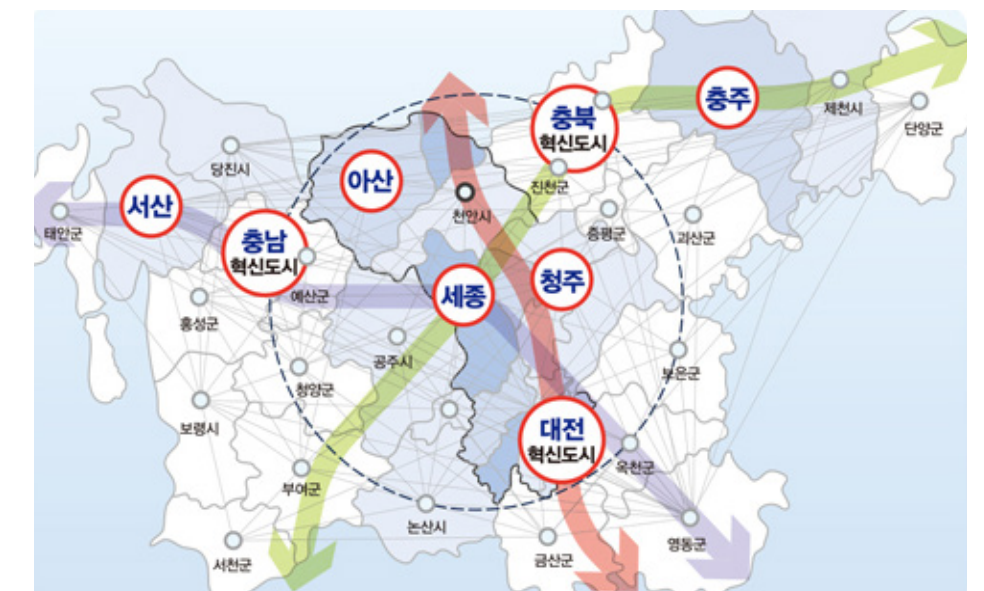 충북
혁신도시
충주
제천시
단양군
당진시
아산
진천군
서산
천안시
증평군
괴산군
태안군
충남
혁신도시
예산군
세종
청주
홍성군
공주시
청양군
보은군
보령시
대전
혁신도시
옥천군
부여군
논산시
영동군
서천군
금산군